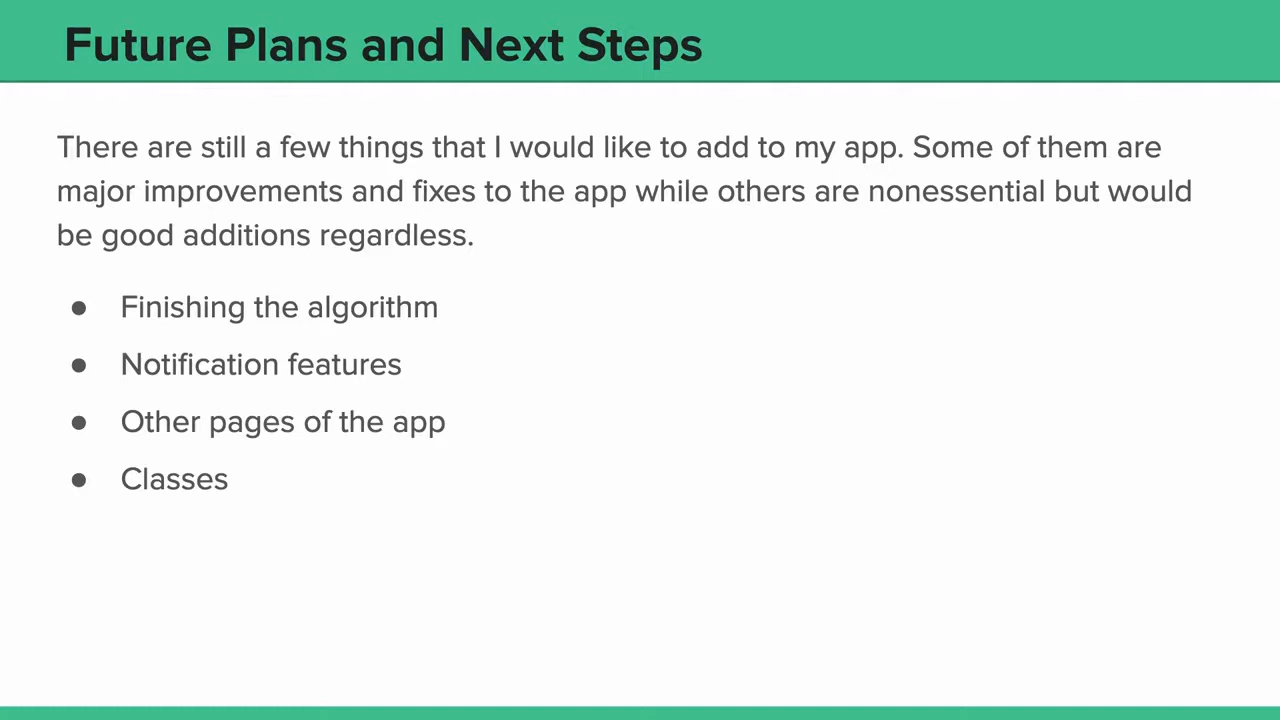 Future Plans and Next Steps
There are still a few things that I would like to add to my app. Some of them are
major improvements and fixes to the app while others are nonessential but would
be good additions regardless.
● Finishing the algorithm
● Notification features
● Other pages of the app
● Classes